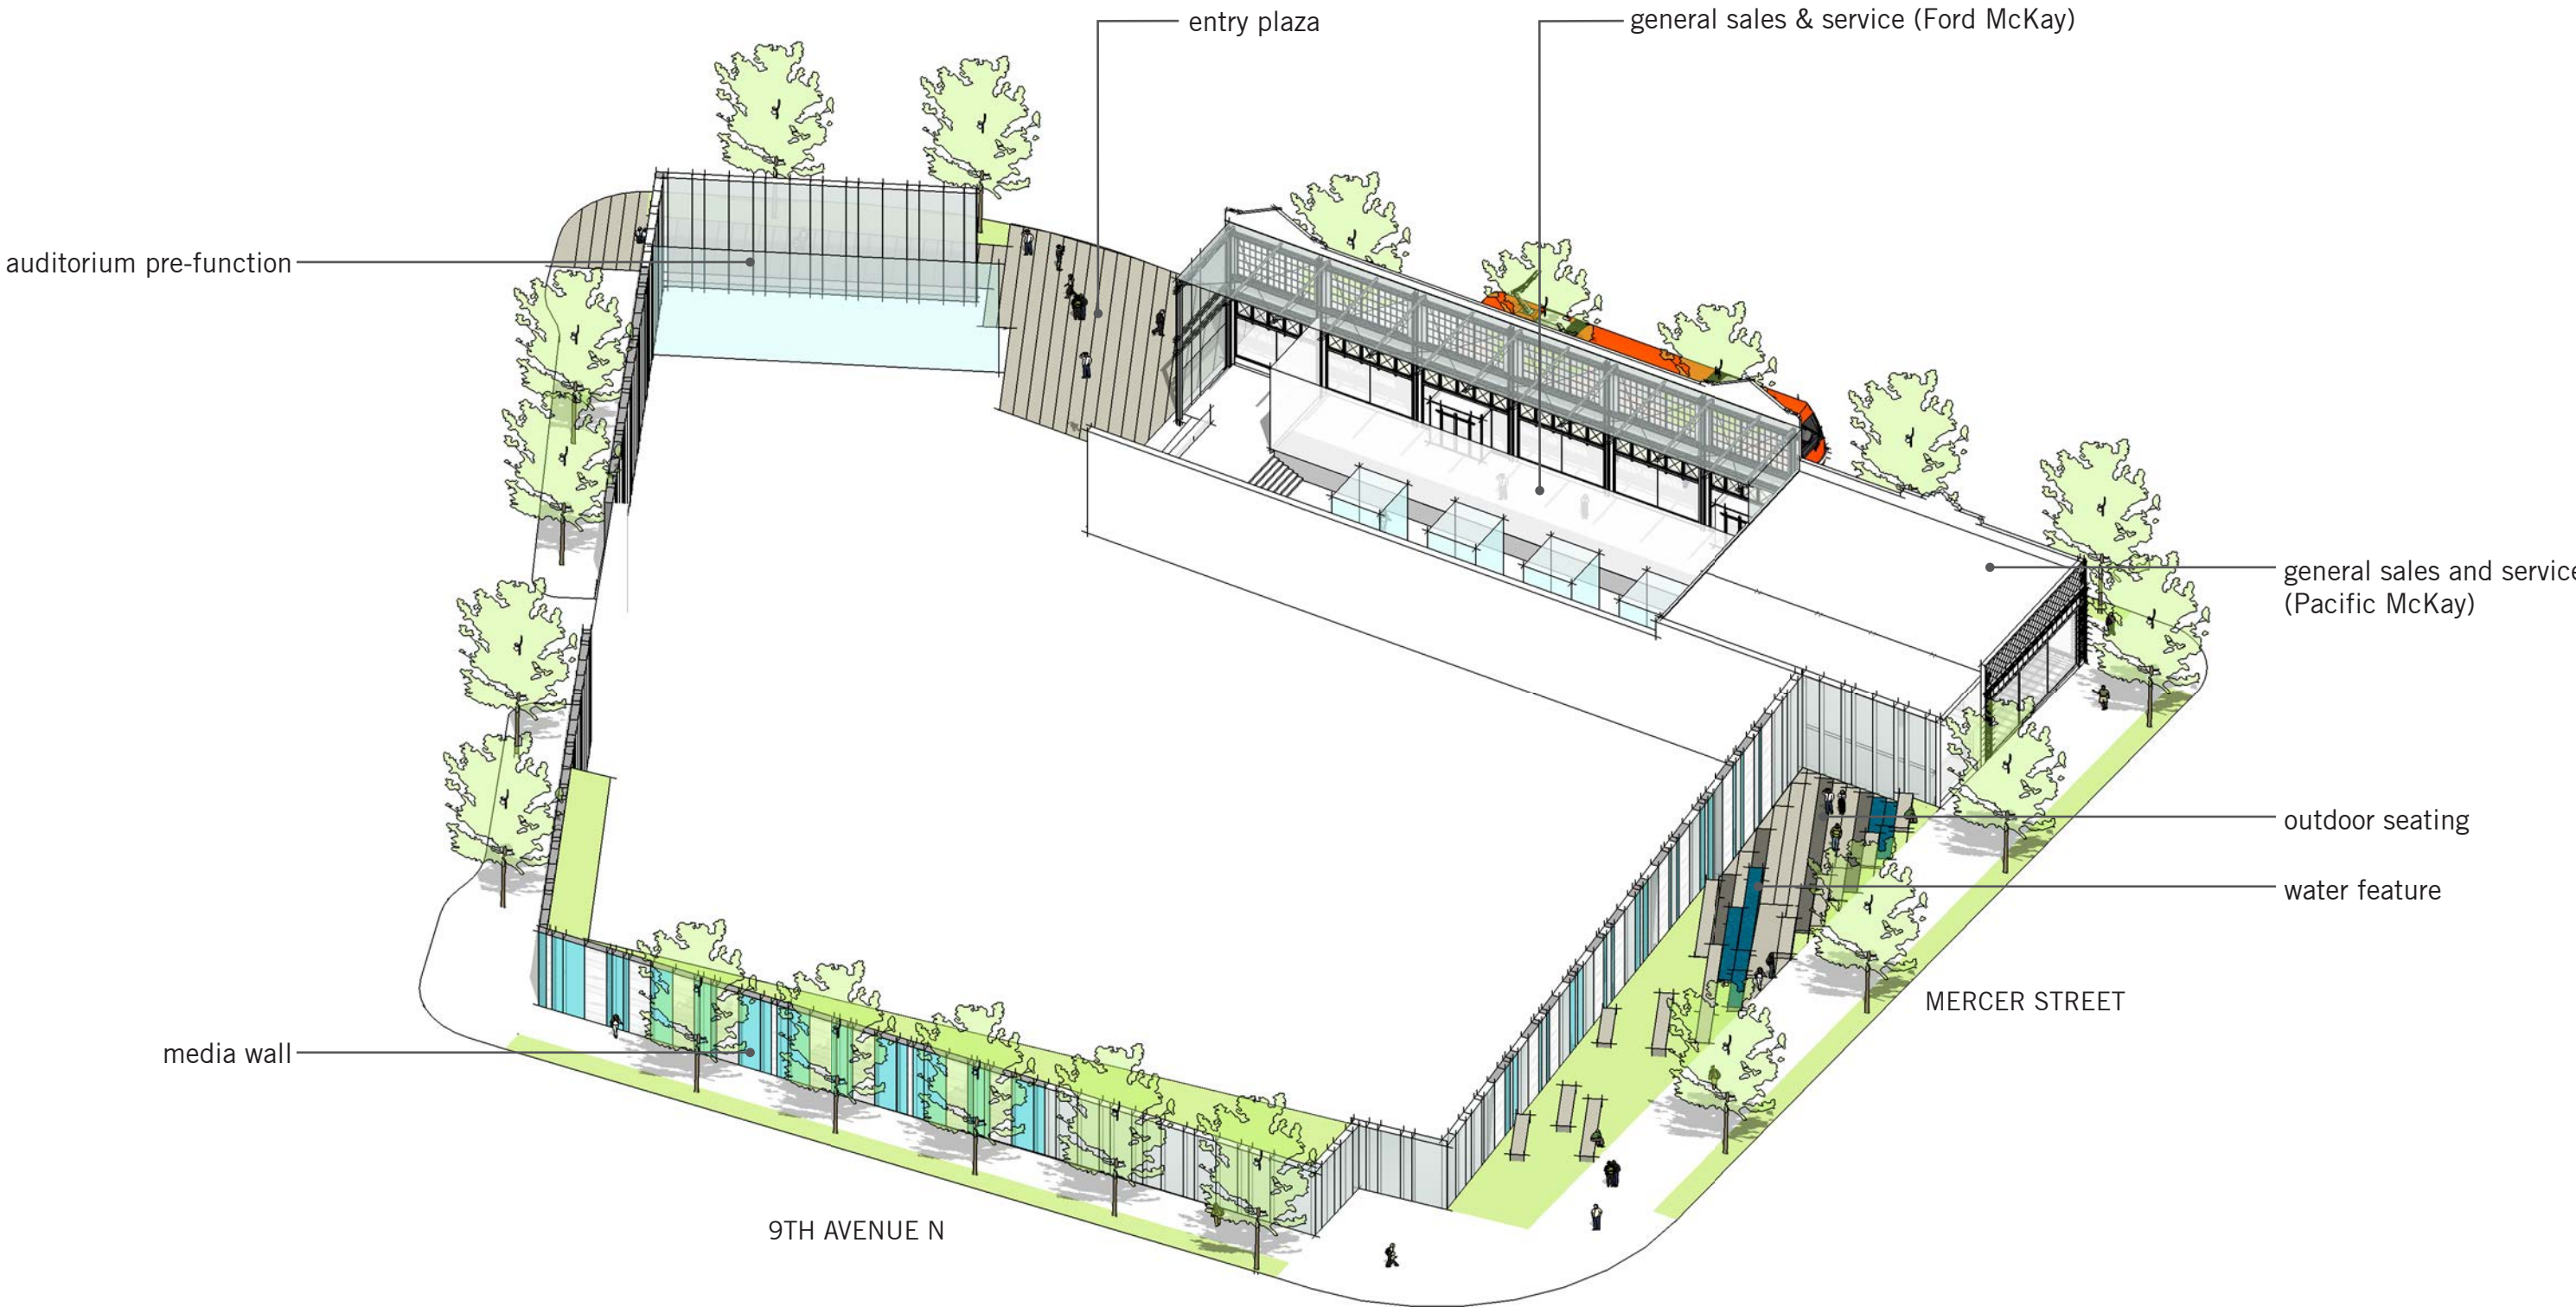 entry plaza
general sales & service (Ford McKay)
auditorium pre-function
general sales and service
(Pacific McKay)
outdoor seating
water feature
MERCER STREET
media wall
9TH AVENUE N